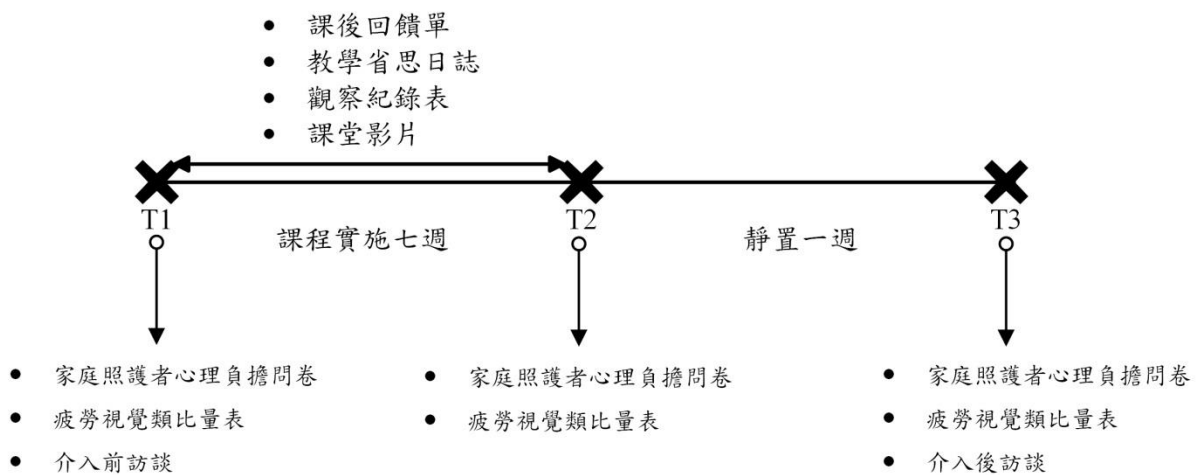 課後回饋單
教學省思日誌
觀察紀錄表
課堂影片
T1
T2
T3
課程實施七週
靜置一週
家庭照護者心理負擔問卷
疲勞視覺類比量表
介入前訪談
家庭照護者心理負擔問卷
疲勞視覺類比量表
家庭照護者心理負擔問卷
疲勞視覺類比量表
介入後訪談